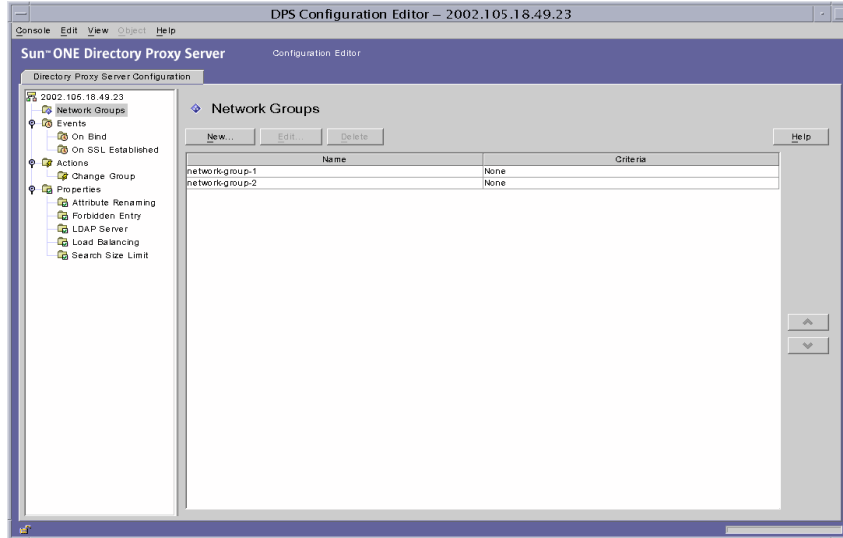 DPS Configuration Editor – 2002.105.18.49.23
Console Edit View Object Help
Sun™ ONE Directory Proxy Server Configuration Editor
Directory Proxy Server Configuration
2002.105.18.49.23
Network Groups
Events
On Bind
On SSL Established
Actions
Change Group
Properties
Attribute Renaming
Forbidden Entry
LDAP Server
Load Balancing
Search Size Limit
Network Groups
New... Edit... Delete Help
Name Criteria
network-group-1 None
network-group-2 None